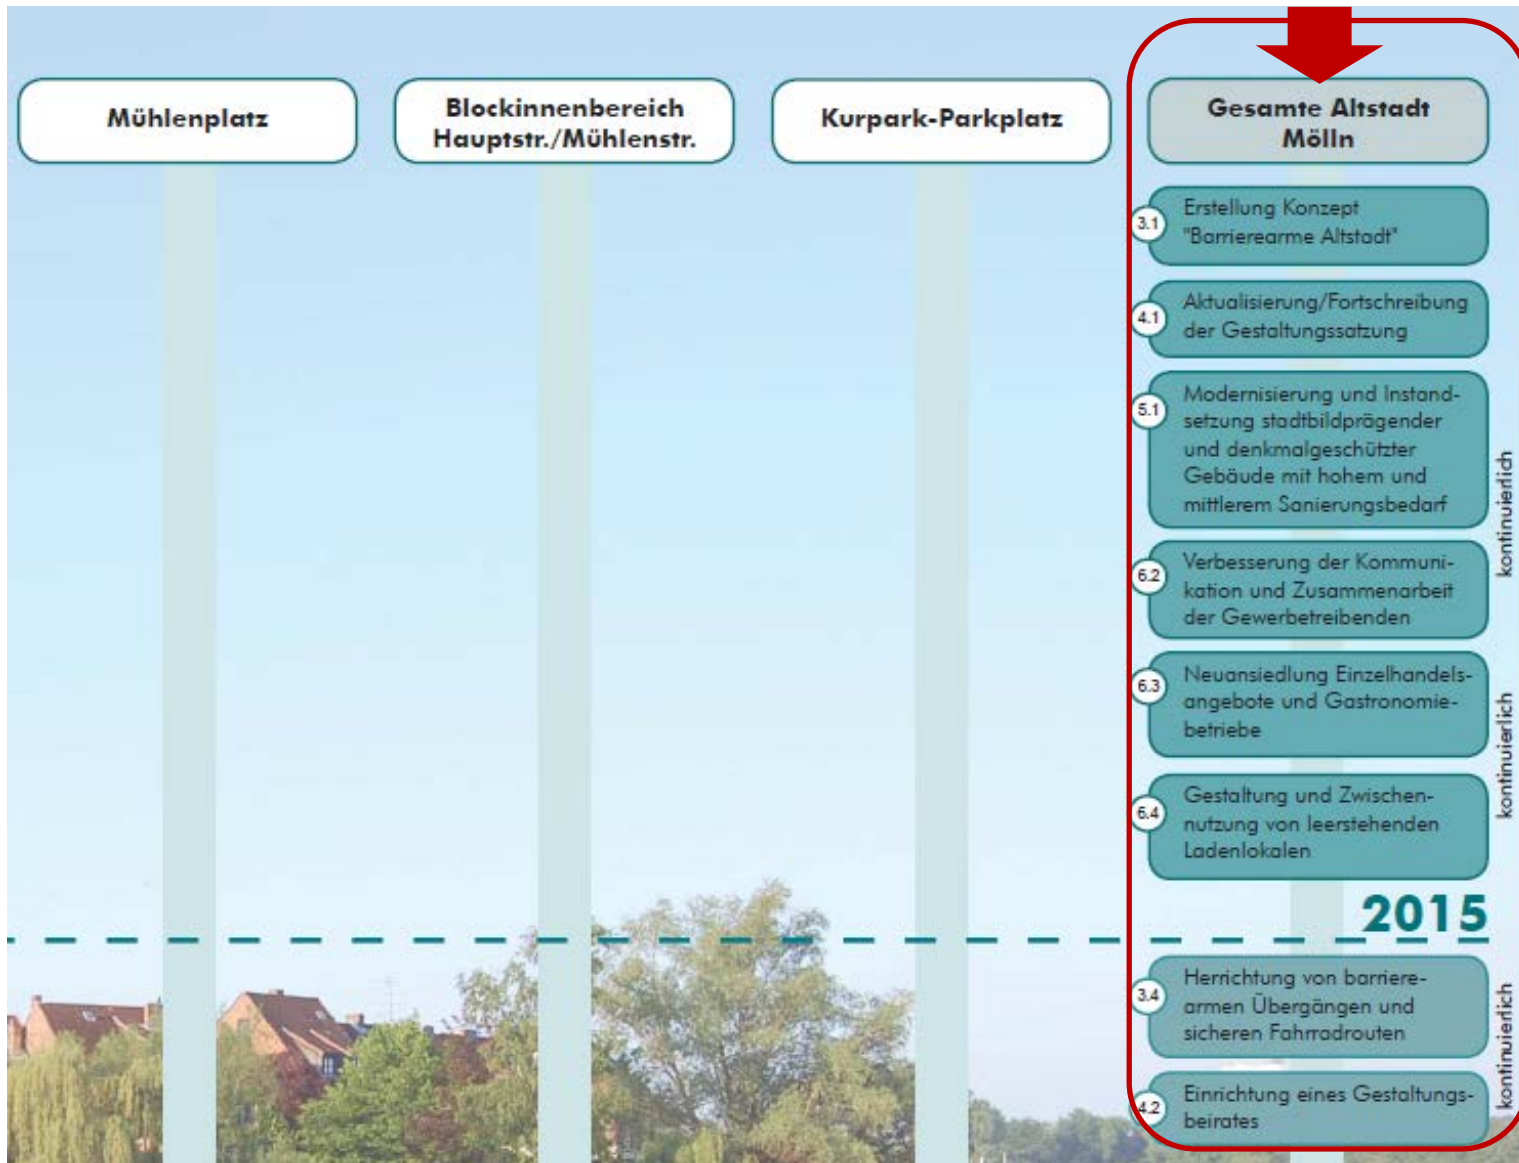 Mühlenplatz
Blockinnenbereich
Hauptstr./Mühlenstr.
Kurpark-Parkplatz
Gesamte Altstadt
Mölln
3.1
Erstellung Konzept
"Barrierearme Altstadt"
4.1
Aktualisierung/Fortschreibung
der Gestaltungssatzung
5.1
Modernisierung und Instand-
setzung stadtbildprägender
und denkmalgeschützter
Gebäude mit hohem und
mittlerem Sanierungsbedarf
kontinuierlich
6.2
Verbesserung der Kommuni-
kation und Zusammenarbeit
der Gewerbetreibenden
6.3
Neuansiedlung Einzelhandels-
angebote und Gastronomie-
betriebe
kontinuierlich
6.4
Gestaltung und Zwischen-
nutzung von leerstehenden
Ladenlokalen
2015
3.4
Herrichtung von barriere-
armen Übergängen und
sicheren Fahrradrouten
kontinuierlich
4.2
Einrichtung eines Gestaltungs-
beirates